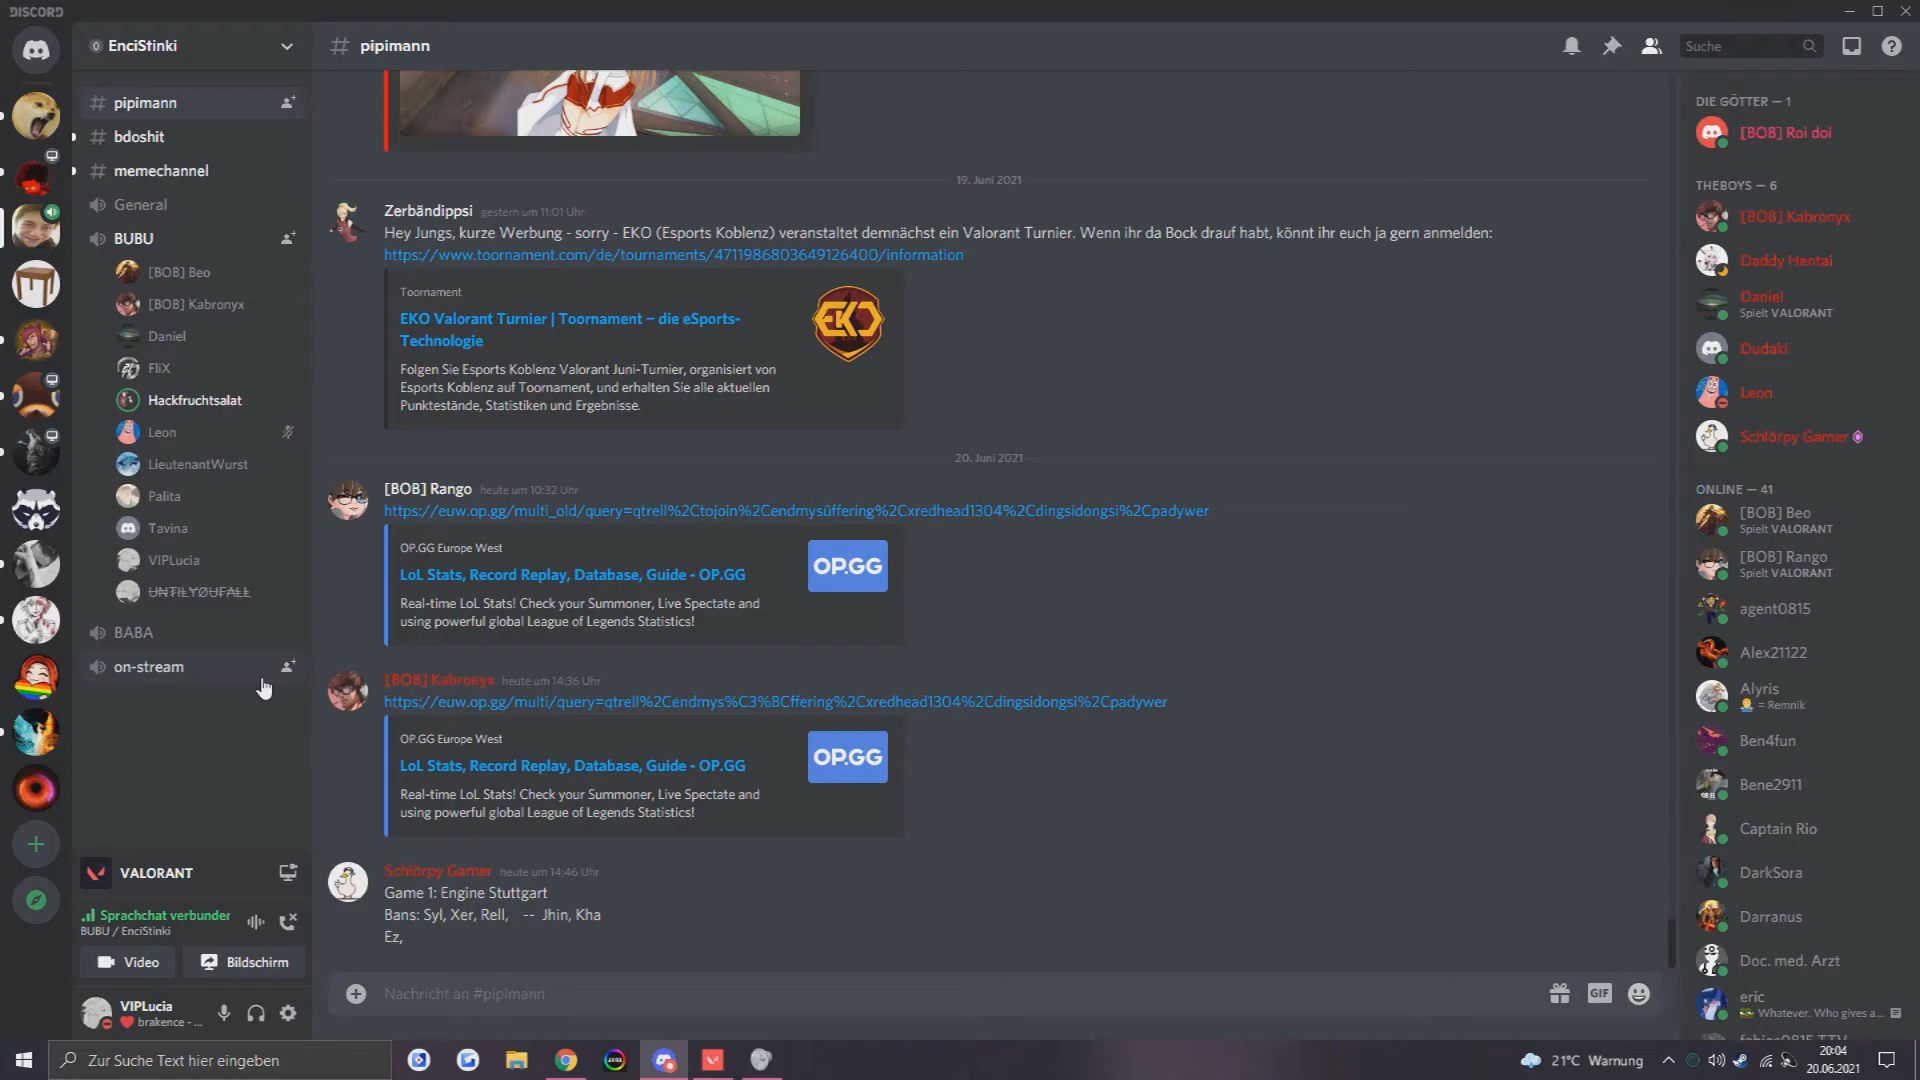 DISCORD
EnciStinki
pipimann
Suche
pipimann
bdoshit
memechannel
General
BUBU
[BOB] Beo
[BOB] Kabronyx
Daniel
FliX
Hackfruchtsalat
Leon
LieutenantWurst
Palita
Tavina
VIPLucia
UNTILYØUFALL
BABA
on-stream
VALORANT
Sprachchat verbunden
BUBU / EnciStinki
Video
Bildschirm
VIPLucia
brakence - ...
19. Juni 2021
Zerbändippsi gestern um 11:01 Uhr
Hey Jungs, kurze Werbung - sorry - EKO (Esports Koblenz) veranstaltet demnächst ein Valorant Turnier. Wenn ihr da Bock drauf habt, könnt ihr euch ja gern anmelden:
https://www.toornament.com/de/tournaments/4711986803649126400/information
Toornament
EKO Valorant Turnier | Toornament – die eSports-
Technologie
EKO
Folgen Sie Esports Koblenz Valorant Juni-Turnier, organisiert von
Esports Koblenz auf Toornament, und erhalten Sie alle aktuellen
Punktestände, Statistiken und Ergebnisse.
20. Juni 2021
[BOB] Rango heute um 10:32 Uhr
https://euw.op.gg/multi_old/query=qtrell%2Ctojoin%2Cendmysüffering%2Cxredhead1304%2Cdingsidongsi%2Cpadywer
OP.GG Europe West
LoL Stats, Record Replay, Database, Guide - OP.GG
OP.GG
Real-time LoL Stats! Check your Summoner, Live Spectate and
using powerful global League of Legends Statistics!
[BOB] Kabronyx heute um 14:36 Uhr
https://euw.op.gg/multi/query=qtrell%2Cendmys%C3%BCffering%2Cxredhead1304%2Cdingsidongsi%2Cpadywer
OP.GG Europe West
LoL Stats, Record Replay, Database, Guide - OP.GG
OP.GG
Real-time LoL Stats! Check your Summoner, Live Spectate and
using powerful global League of Legends Statistics!
Schlörpy Gamer heute um 14:46 Uhr
Game 1: Engine Stuttgart
Bans: Syl, Xer, Rell, -- Jhin, Kha
Ez,
Nachricht an #pipimann
GIF
DIE GÖTTER — 1
[BOB] Roi doi
THEBOYS — 6
[BOB] Kabronyx
Daddy Hentai
Daniel
Spielt VALORANT
Dudaki
Leon
Schlörpy Gamer
ONLINE — 41
[BOB] Beo
Spielt VALORANT
[BOB] Rango
Spielt VALORANT
agent0815
Alex21122
Alyris
= Remnik
Ben4fun
Bene2911
Captain Rio
DarkSora
Darranus
Doc. med. Arzt
eric
Whatever. Who gives a...
Zur Suche Text hier eingeben
21°C Warnung
20:04
20.06.2021